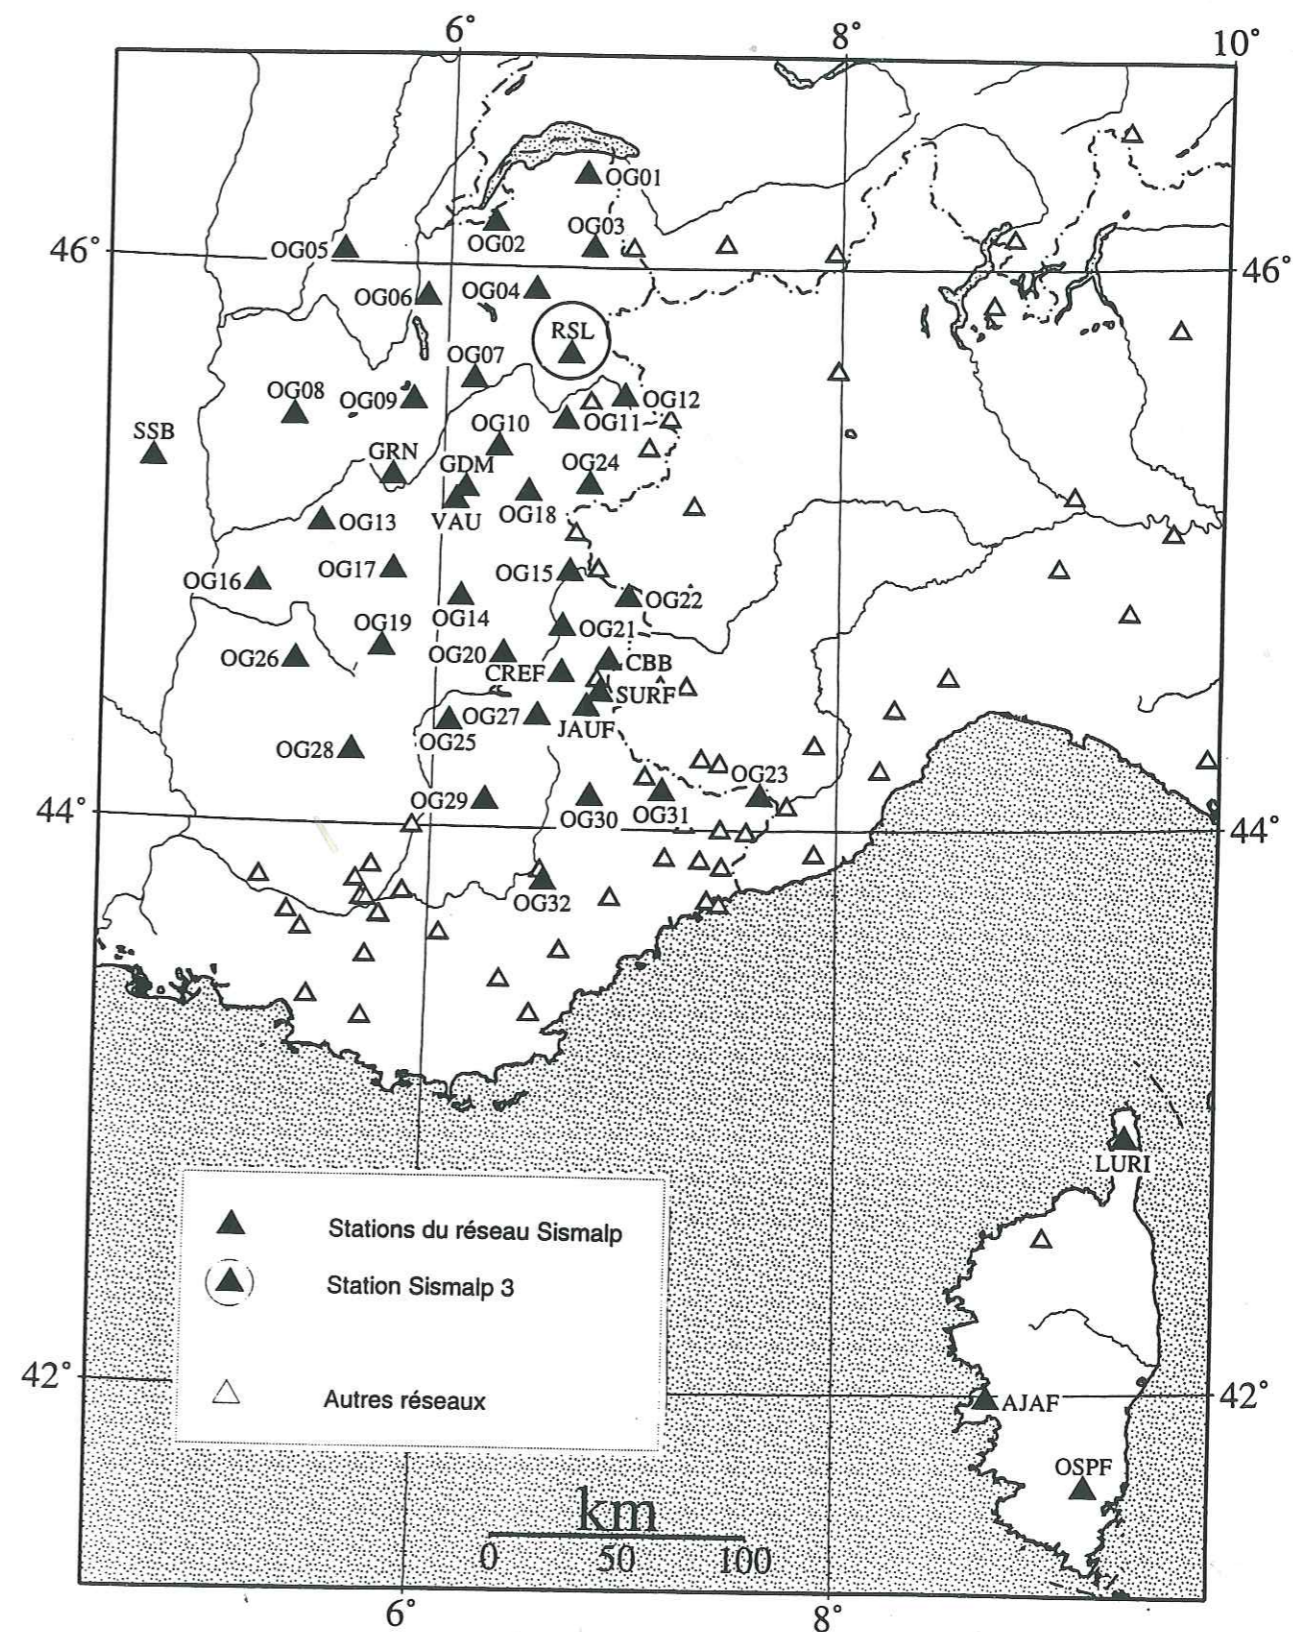 6°
8°
10°
OG01
OG03
OG02
46°
OG05
46°
OG06
OG04
RSL
OG07
OG08
OG09
OG12
OG11
OG10
SSB
GRN
GDM
OG24
OG18
VAU
OG13
OG17
OG15
OG16
OG22
OG14
OG19
OG21
OG26
OG20
CBB
CREF
SURF
OG27
JAUF
OG25
OG28
OG23
OG29
44°
OG31
OG30
44°
OG32
LURI
Stations du réseau Sismalp
Station Sismalp 3
42°
Autres réseaux
42°
AJAF
OSPF
km
0 50 100
6°
8°